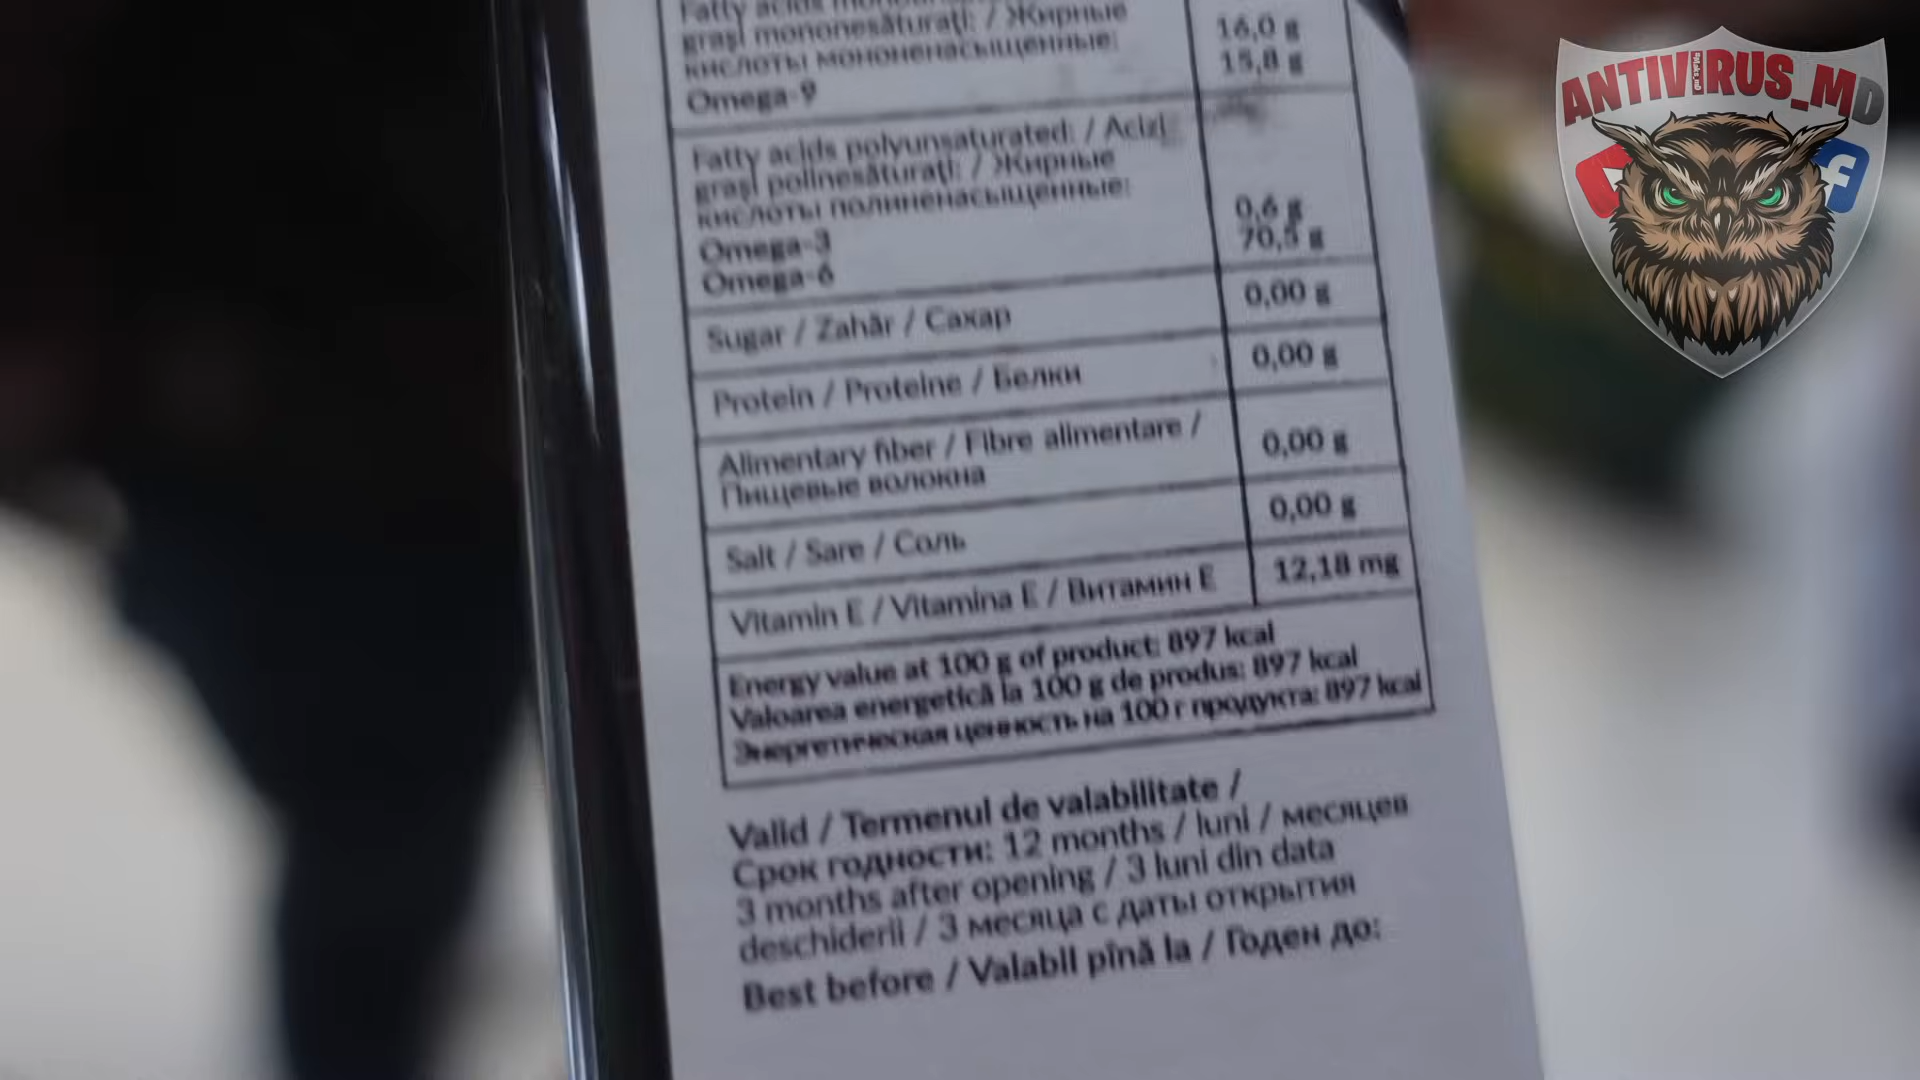 Fatty acids
grași mononesăturați: / Жирные
кислоты мононенасыщенные:
Omega-9
16,0 g
15,8 g
Fatty acids polyunsaturated: / Acizi
grași polinesăturați: / Жирные
кислоты полиненасыщенные:
Omega-3
Omega-6
0,6 g
70,5 g
Sugar / Zahăr / Сахар
0,00 g
Protein / Proteine / Белки
0,00 g
Alimentary fiber / Fibre alimentare /
Пищевые волокна
0,00 g
Salt / Sare / Соль
0,00 g
Vitamin E / Vitamina E / Витамин E
12,18 mg
Energy value at 100 g of product: 897 kcal
Valoarea energetică la 100 g de produs: 897 kcal
Энергетическая ценность на 100 г продукта: 897 kcal
Valid / Termenul de valabilitate /
Срок годности: 12 months / luni / месяцев
3 months after opening / 3 luni din data
deschiderii / 3 месяца с даты открытия
Best before / Valabil pînă la / Годен до:
ANTIVIRUS_MD